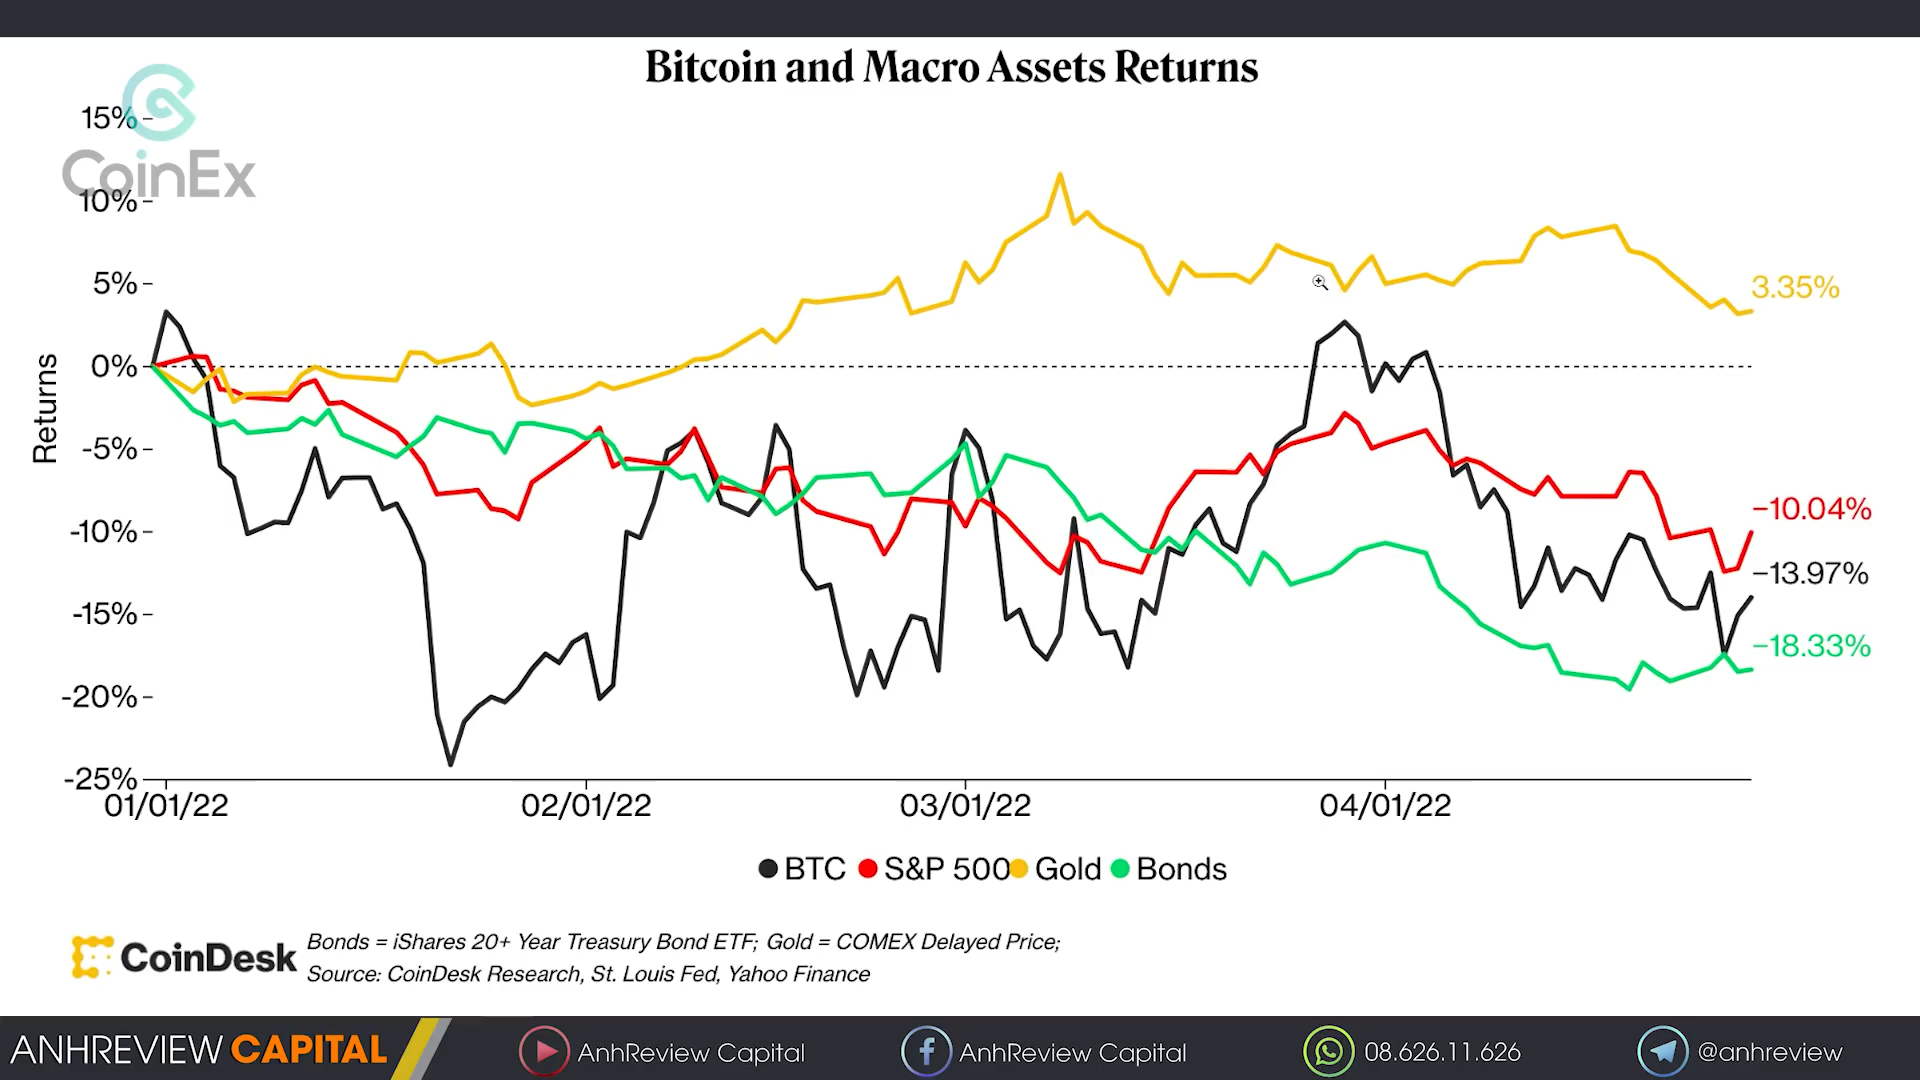 Bitcoin and Macro Assets Returns
CoinEx
15%
10%
5%
0%
-5%
-10%
-15%
-20%
-25%
Returns
3.35%
−10.04%
−13.97%
−18.33%
01/01/22 02/01/22 03/01/22 04/01/22
BTC S&P 500 Gold Bonds
CoinDesk
Bonds = iShares 20+ Year Treasury Bond ETF; Gold = COMEX Delayed Price;
Source: CoinDesk Research, St. Louis Fed, Yahoo Finance
ANHREVIEW CAPITAL AnhReview Capital AnhReview Capital 08.626.11.626 @anhreview